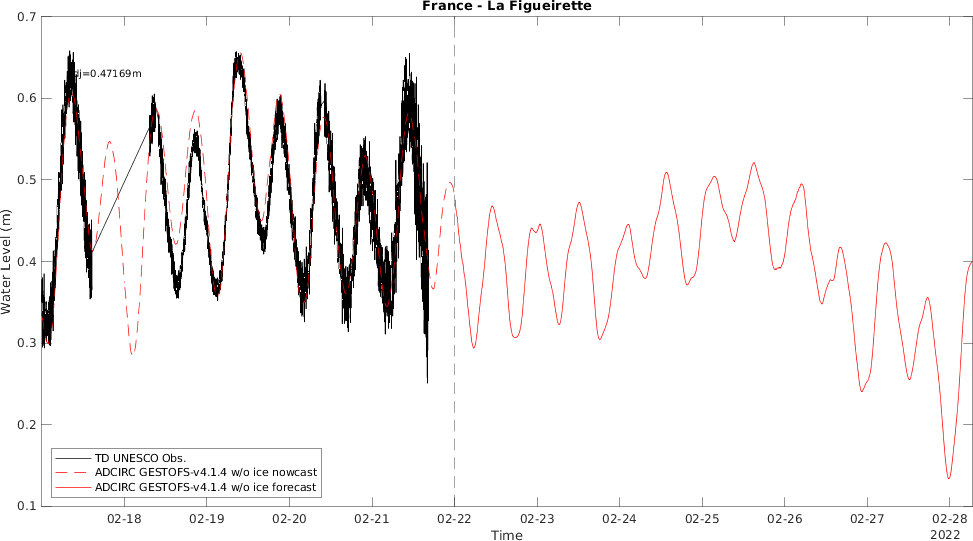 France - La Figueirette
0.7
0.6
0.5
0.4
0.3
0.2
0.1
Water Level (m)
j=0.47169m
TD UNESCO Obs.
ADCIRC GESTOFS-v4.1.4 w/o ice nowcast
ADCIRC GESTOFS-v4.1.4 w/o ice forecast
02-18 02-19 02-20 02-21 02-22 02-23 02-24 02-25 02-26 02-27 02-28
2022
Time